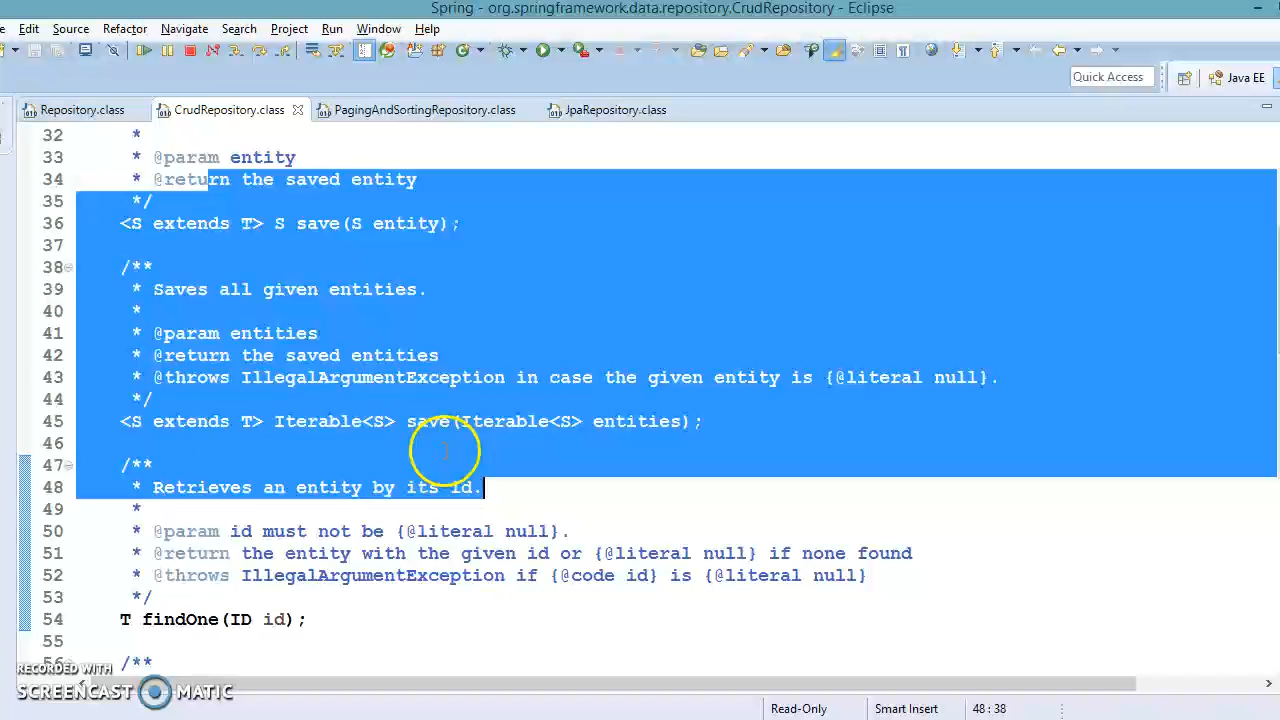 Spring - org.springframework.data.repository.CrudRepository - Eclipse
Edit Source Refactor Navigate Search Project Run Window Help
Quick Access Java EE
Repository.class CrudRepository.class PagingAndSortingRepository.class JpaRepository.class
32 *
33 * @param entity
34 * @return the saved entity
35 */
36 <S extends T> S save(S entity);
37
38 /**
39 * Saves all given entities.
40 *
41 * @param entities
42 * @return the saved entities
43 * @throws IllegalArgumentException in case the given entity is {@literal null}.
44 */
45 <S extends T> Iterable<S> save(Iterable<S> entities);
46
47 /**
48 * Retrieves an entity by its id.
49 *
50 * @param id must not be {@literal null}.
51 * @return the entity with the given id or {@literal null} if none found
52 * @throws IllegalArgumentException if {@code id} is {@literal null}
53 */
54 T findOne(ID id);
55
56 /**
RECORDED WITH
SCREENCAST MATIC
Read-Only Smart Insert 48 : 38